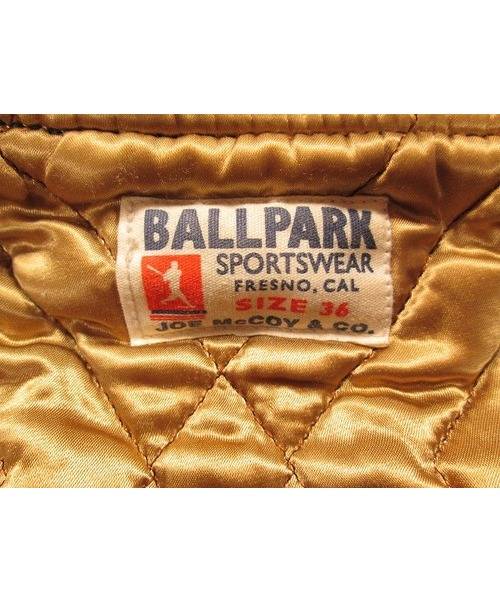 BALLPARK
SPORTSWEAR
FRESNO, CAL
SIZE 36
JOE McCOY & CO.